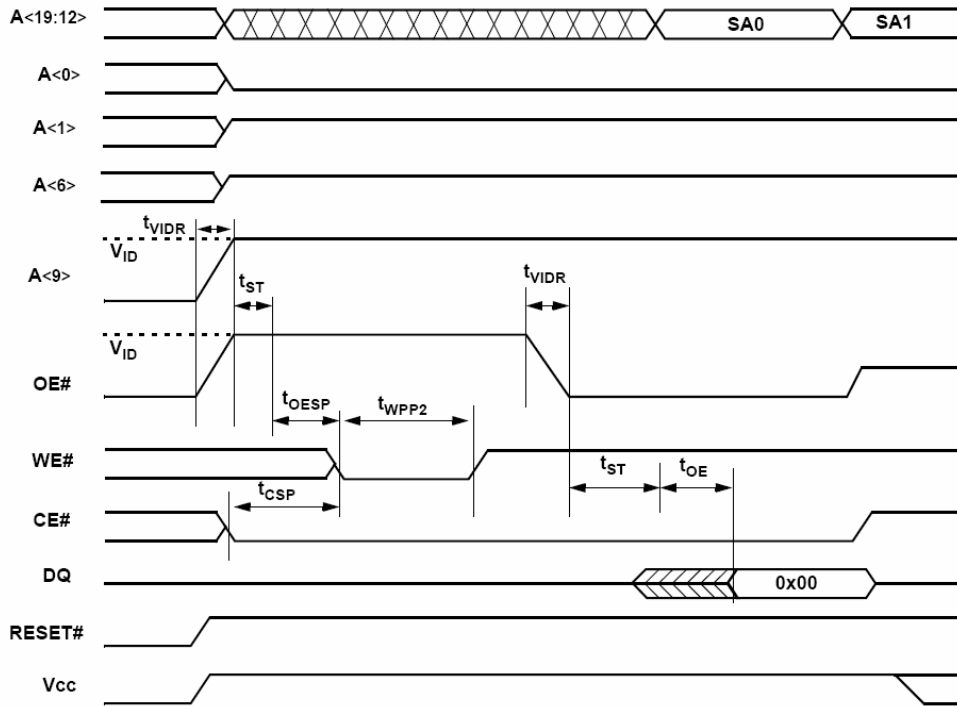 A<19:12>
SA0
SA1
A<0>
A<1>
A<6>
tVIDR
VID
A<9>
tST
tVIDR
VID
OE#
tOESP
tWPP2
WE#
tST
tOE
tCSP
CE#
DQ
0x00
RESET#
Vcc